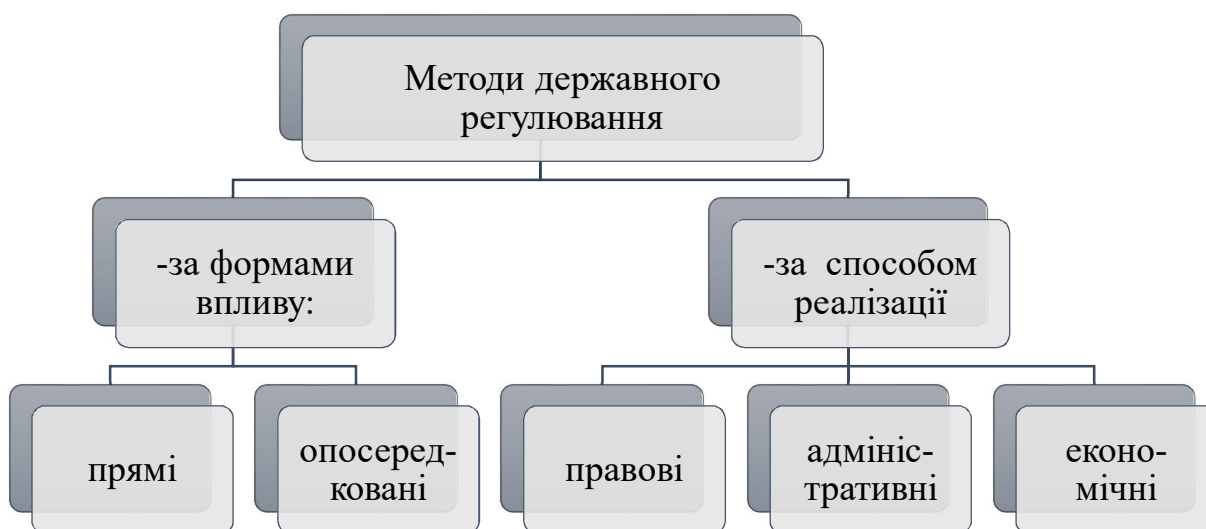 Методи державного
регулювання
-за формами
впливу:
-за способом
реалізації
прямі
опосеред-
ковані
правові
адмініс-
тративні
еконо-
мічні